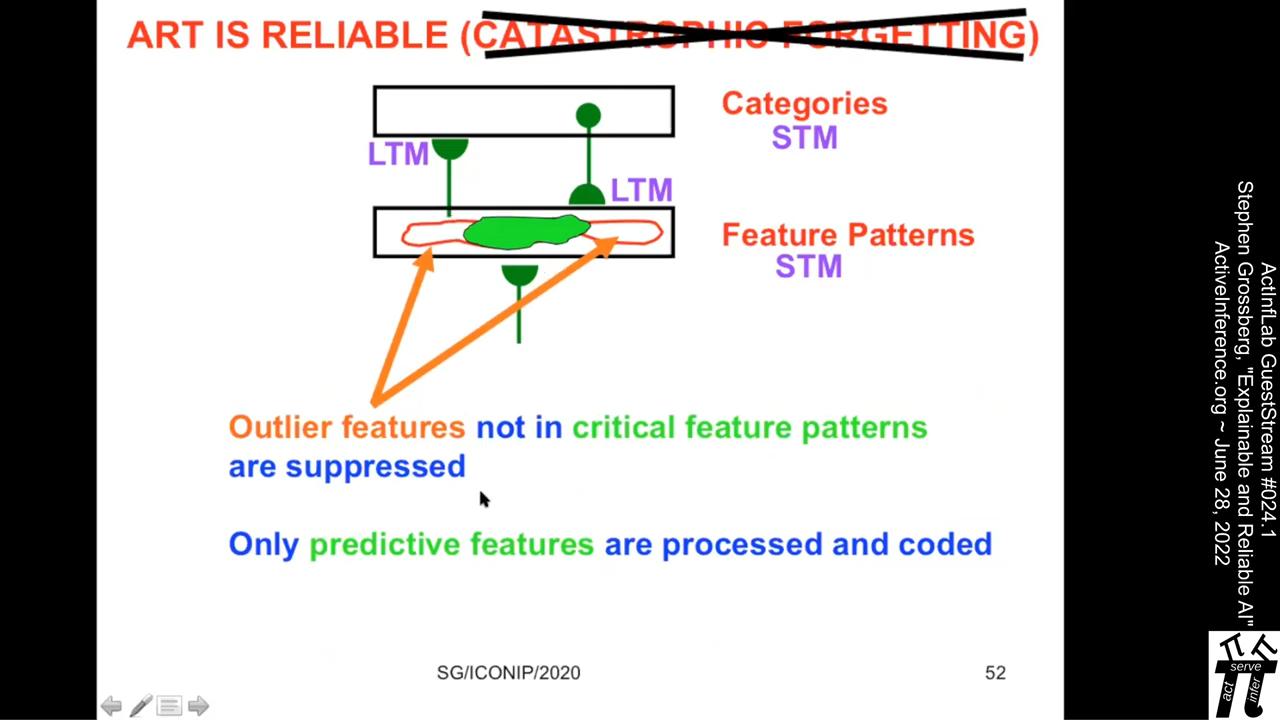 ART IS RELIABLE (CATASTROPHIC FORGETTING)
Categories
STM
LTM
LTM
Feature Patterns
STM
Outlier features not in critical feature patterns
are suppressed
Only predictive features are processed and coded
SG/ICONIP/2020
52
ActInfLab GuestStream #024.1
Stephen Grossberg, "Explainable and Reliable AI"
ActiveInference.org ~ June 28, 2022
serve
act
infer